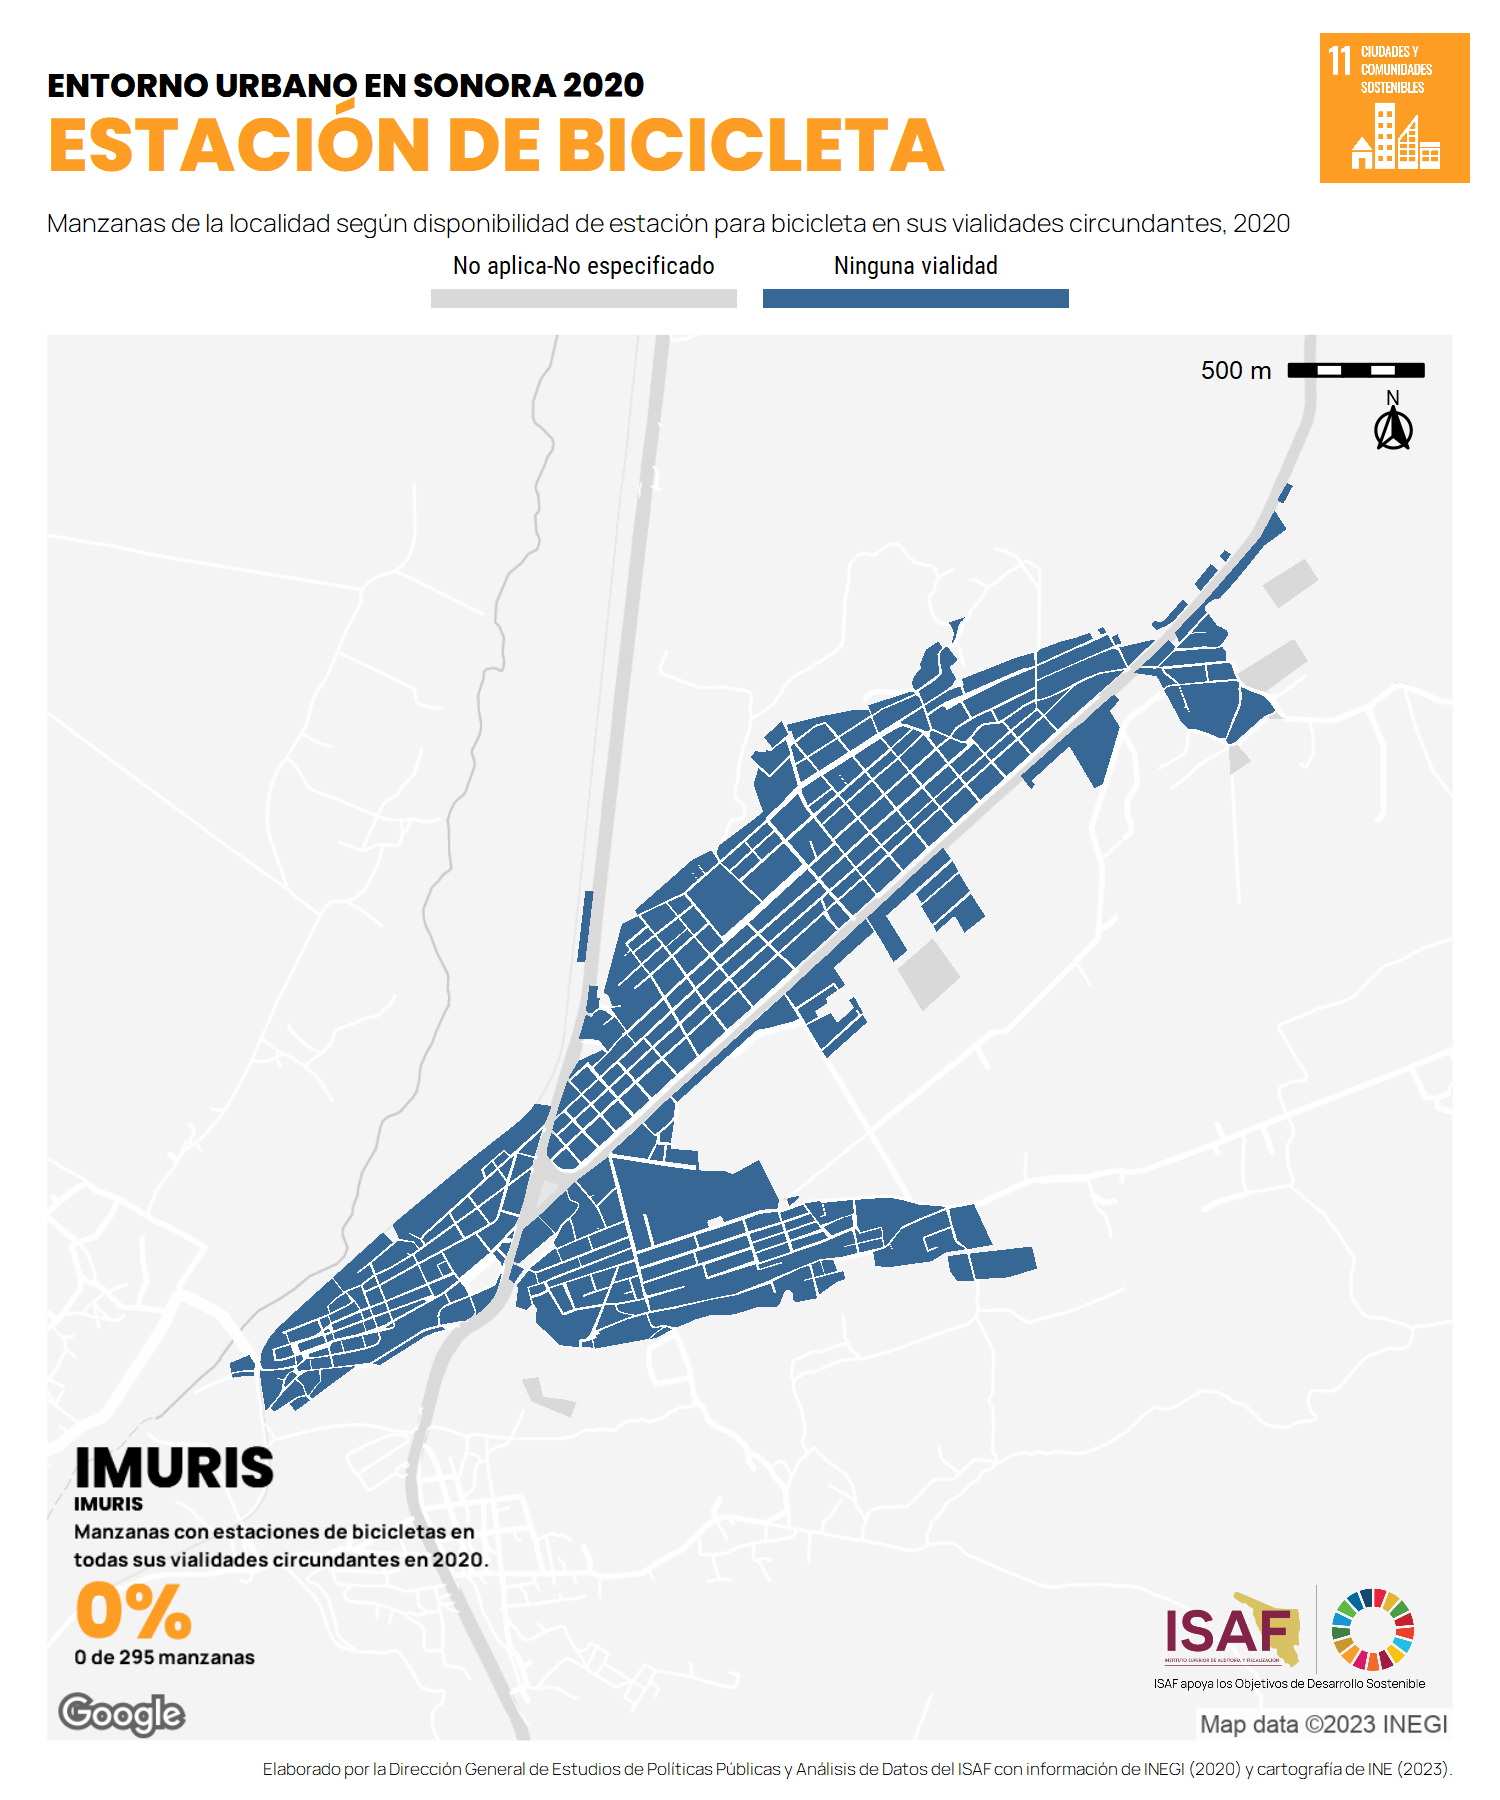 ENTORNO URBANO EN SONORA 2020
ESTACIÓN DE BICICLETA
11 CIUDADES Y
COMUNIDADES
SOSTENIBLES
Manzanas de la localidad según disponibilidad de estación para bicicleta en sus vialidades circundantes, 2020
No aplica-No especificado
Ninguna vialidad
500 m
N
IMURIS
IMURIS
Manzanas con estaciones de bicicletas en
todas sus vialidades circundantes en 2020.
0%
0 de 295 manzanas
Google
ISAF
INSTITUTO SUPERIOR DE AUDITORÍA Y FISCALIZACIÓN
ISAF apoya los Objetivos de Desarrollo Sostenible
Map data ©2023 INEGI
Elaborado por la Dirección General de Estudios de Políticas Públicas y Análisis de Datos del ISAF con información de INEGI (2020) y cartografía de INE (2023).